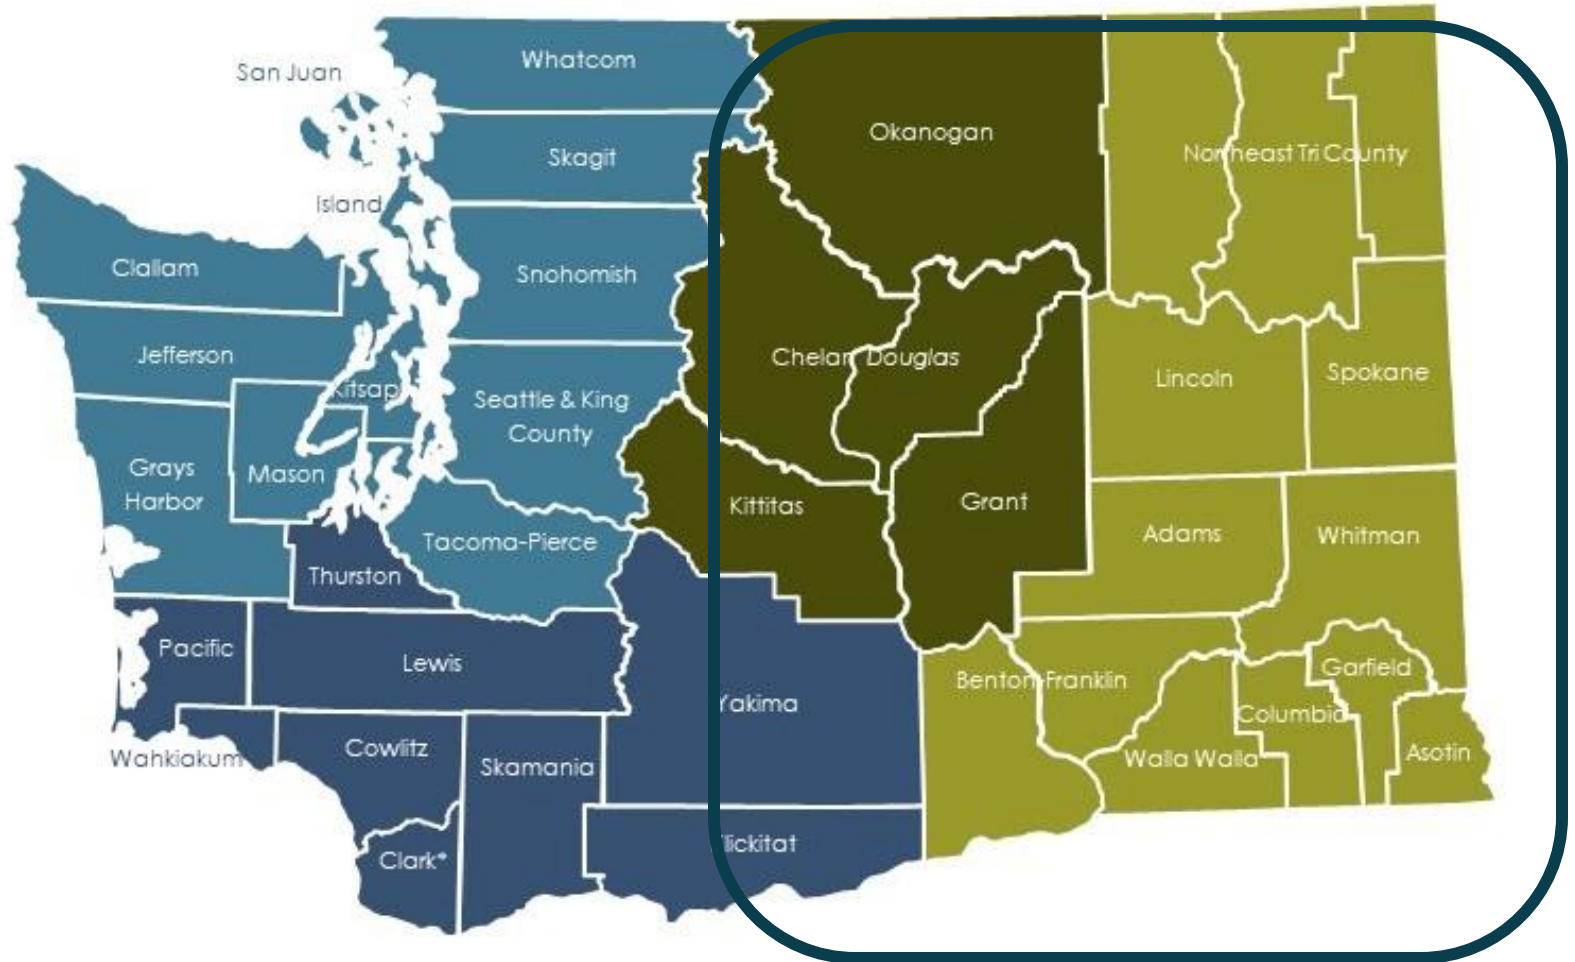 Whatcom
San Juan
Okanogan
Skagit
Northeast Tri County
Island
Clallam
Snohomish
Jefferson
Chelan Douglas
Kitsap
Seattle & King
County
Lincoln
Spokane
Grays
Harbor
Mason
Kittitas
Grant
Tacoma-Pierce
Adams
Whitman
Thurston
Pacific
Lewis
Yakima
Benton-Franklin
Garfield
Columbia
Wahkiakum
Cowlitz
Skamania
Walla Walla
Asotin
Clark*
lickitat